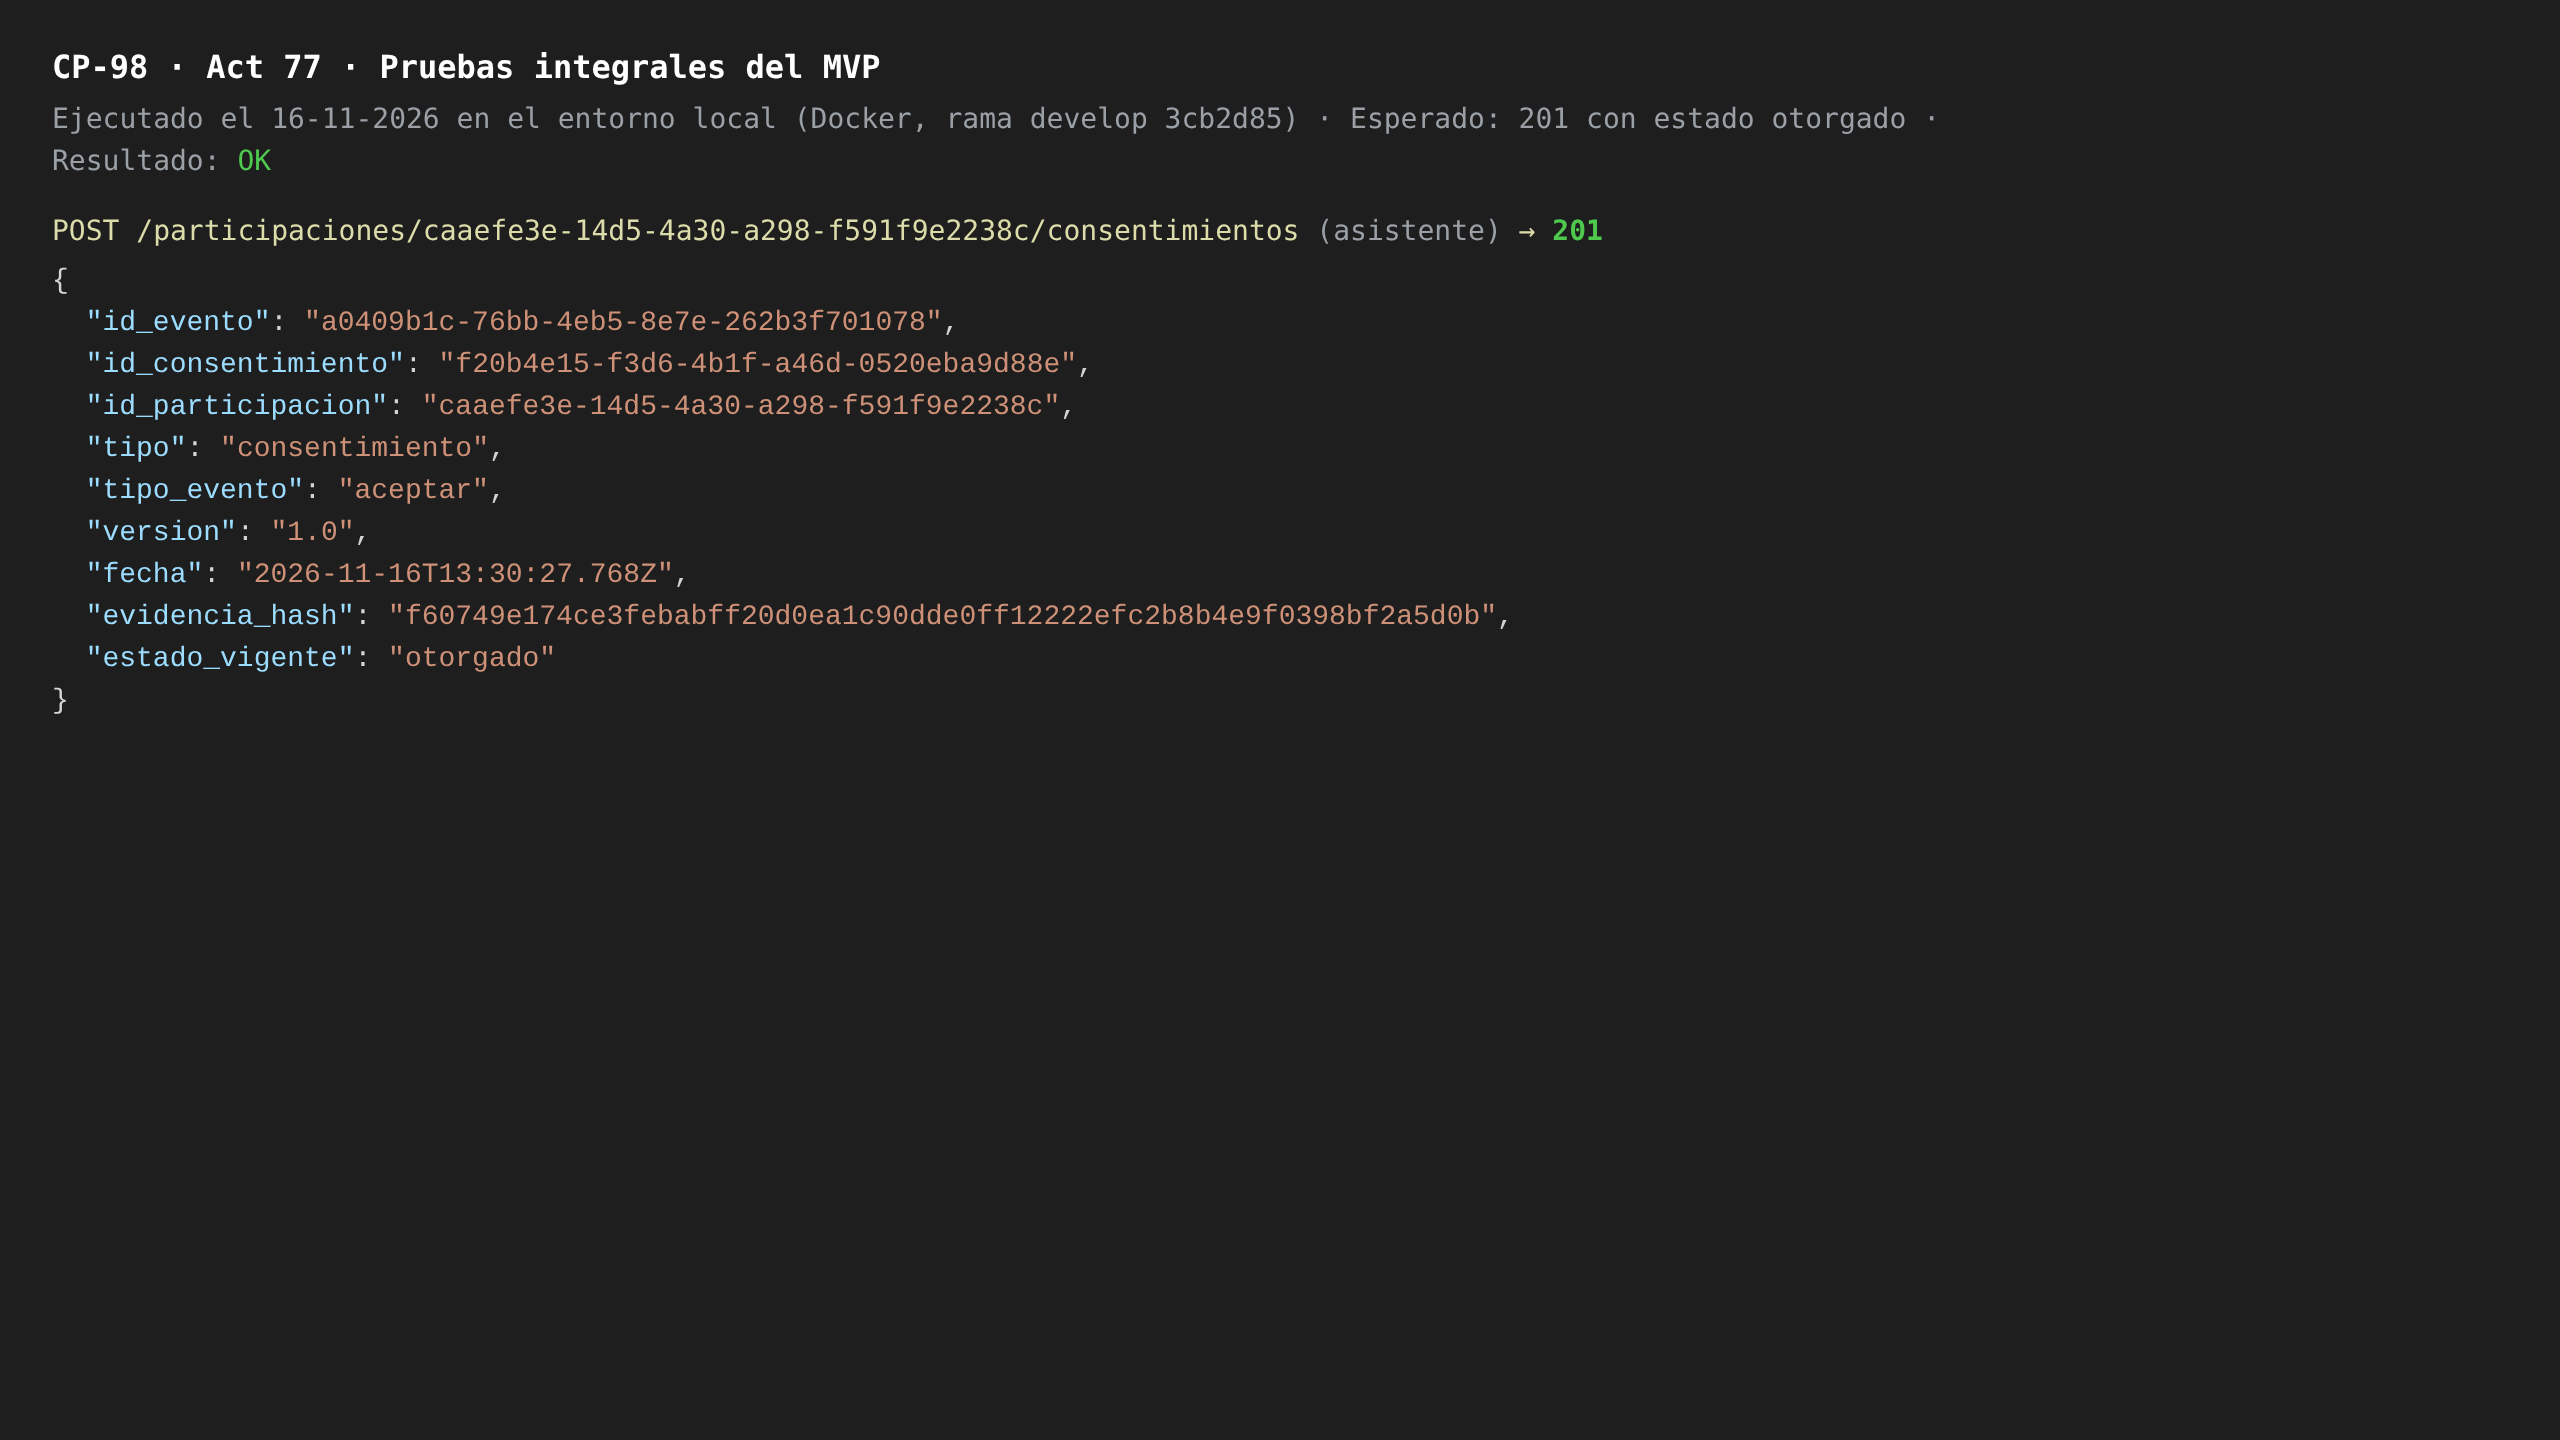 CP-98 · Act 77 · Pruebas integrales del MVP
Ejecutado el 16-11-2026 en el entorno local (Docker, rama develop 3cb2d85) · Esperado: 201 con estado otorgado ·
Resultado: OK
POST /participaciones/caaefe3e-14d5-4a30-a298-f591f9e2238c/consentimientos (asistente) → 201
{
  "id_evento": "a0409b1c-76bb-4eb5-8e7e-262b3f701078",
  "id_consentimiento": "f20b4e15-f3d6-4b1f-a46d-0520eba9d88e",
  "id_participacion": "caaefe3e-14d5-4a30-a298-f591f9e2238c",
  "tipo": "consentimiento",
  "tipo_evento": "aceptar",
  "version": "1.0",
  "fecha": "2026-11-16T13:30:27.768Z",
  "evidencia_hash": "f60749e174ce3febabff20d0ea1c90dde0ff12222efc2b8b4e9f0398bf2a5d0b",
  "estado_vigente": "otorgado"
}